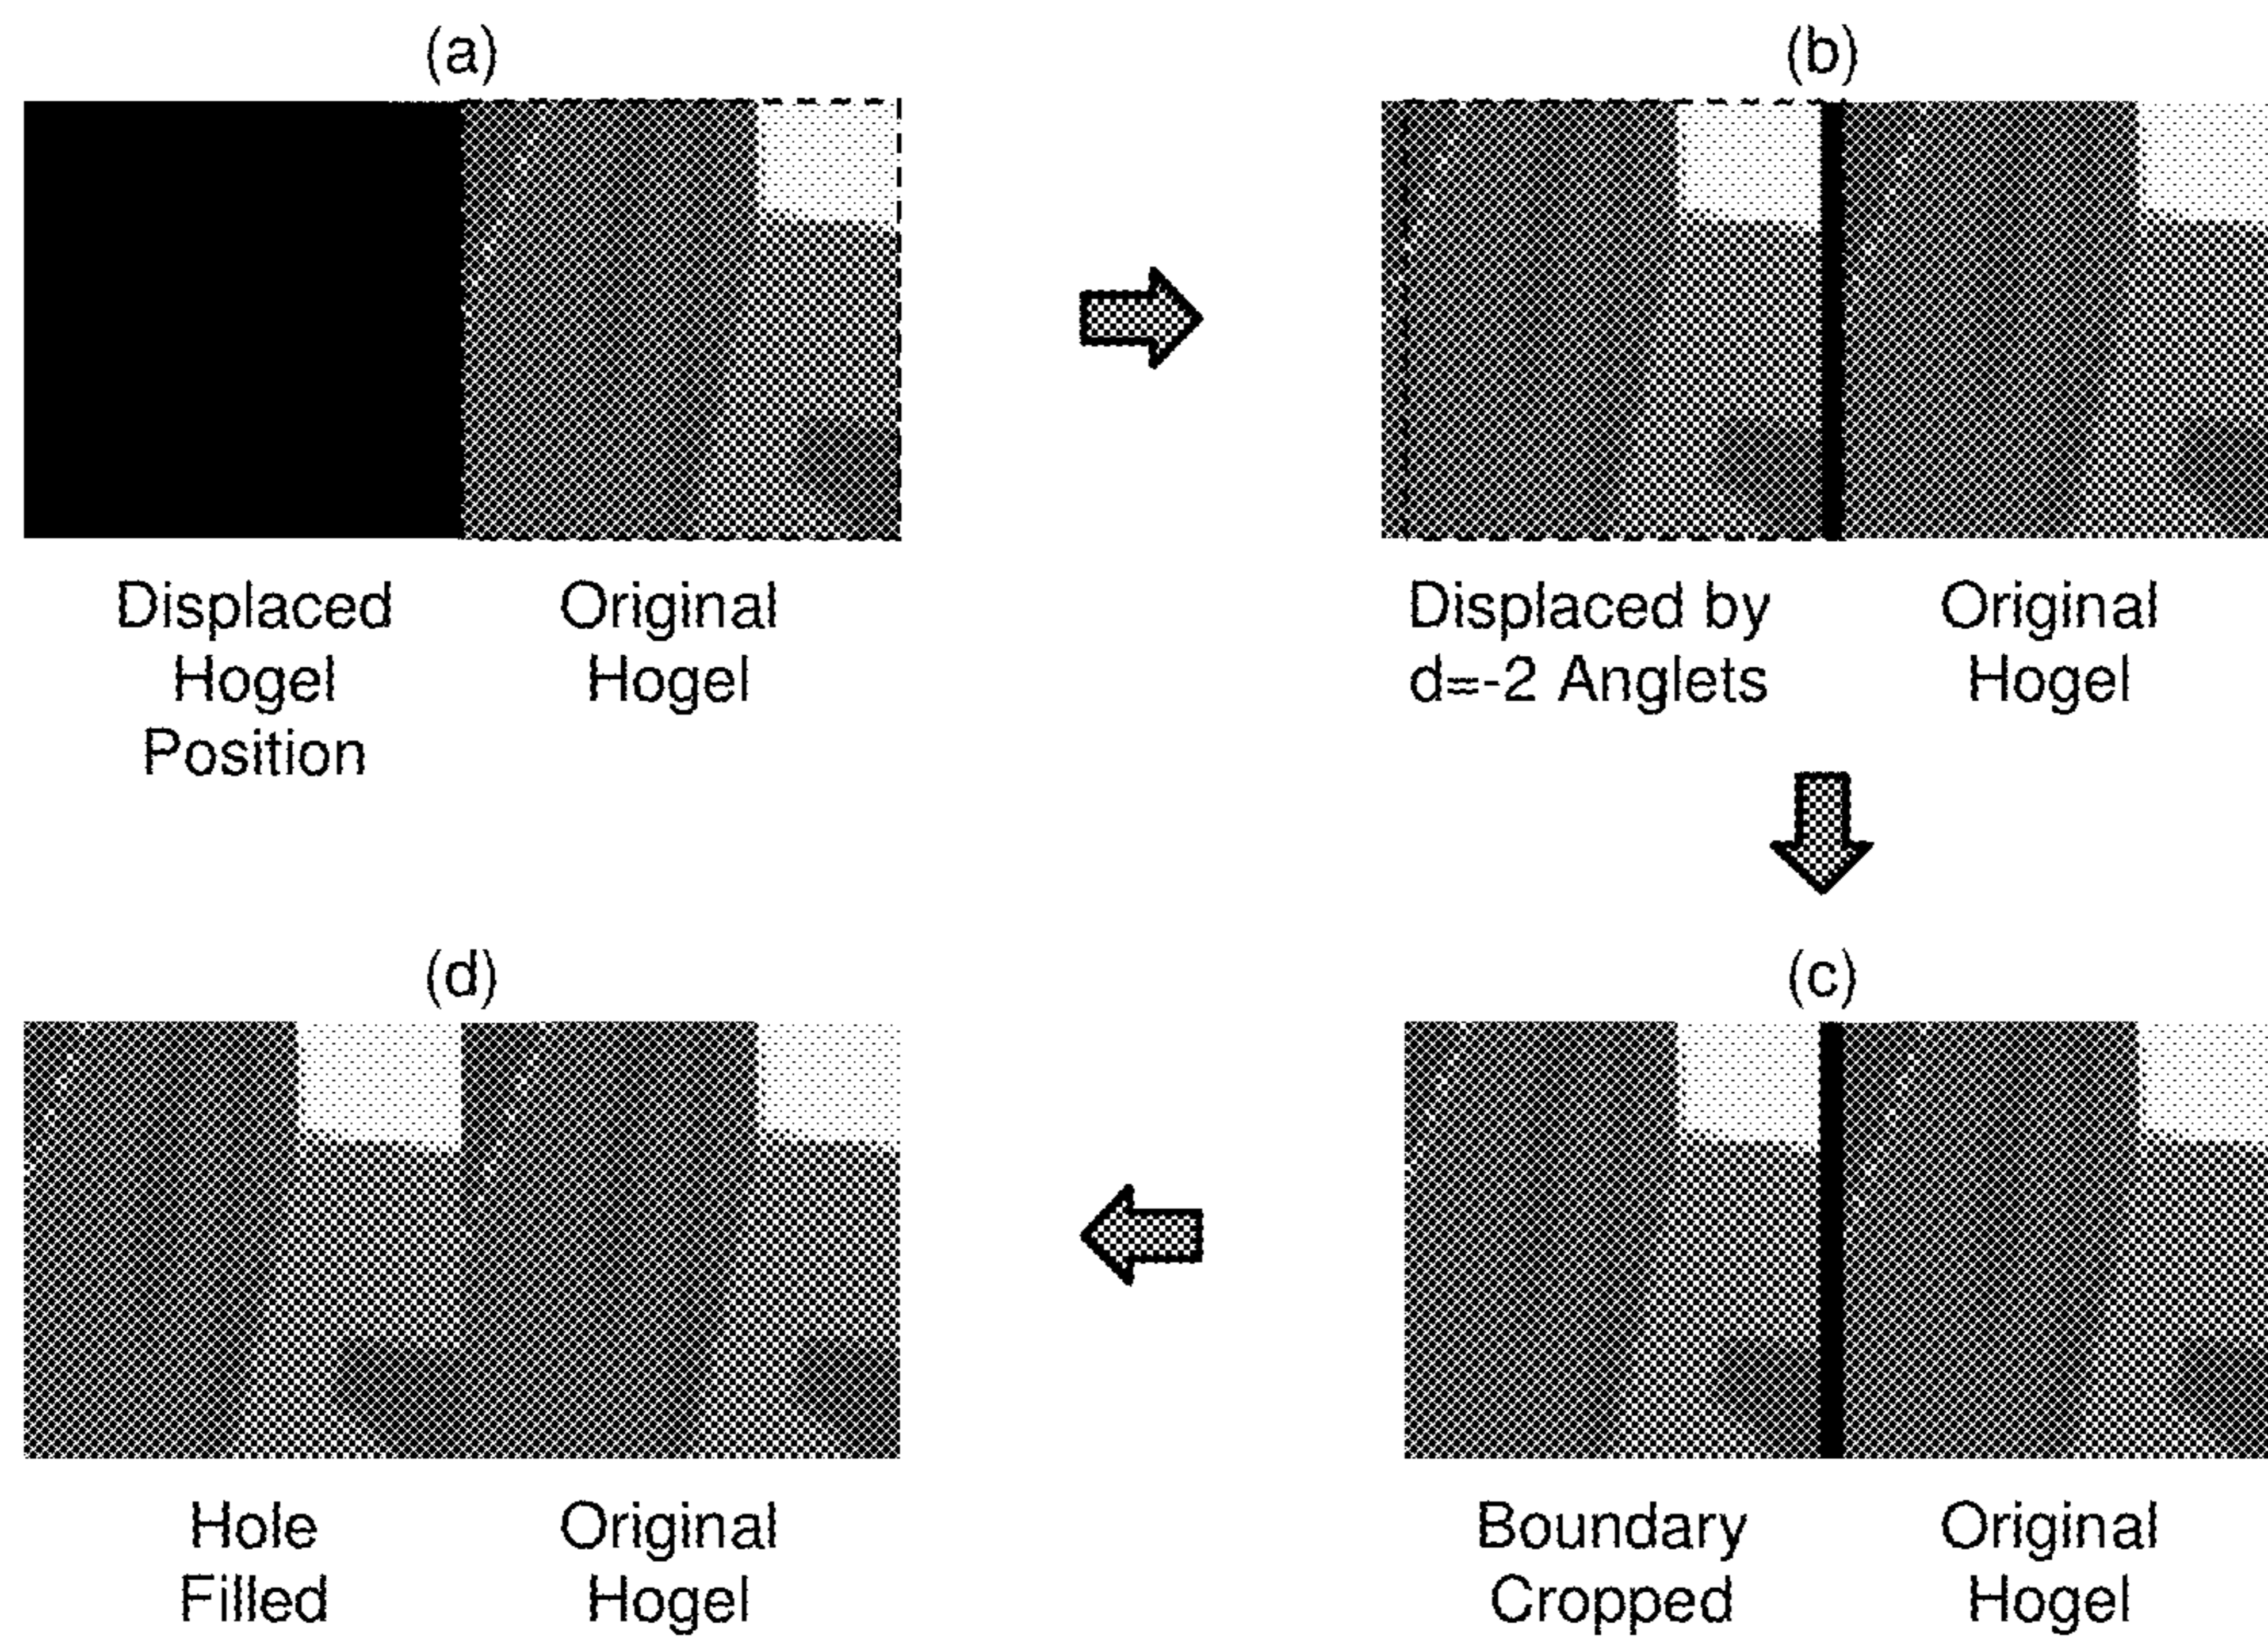 (a)
Displaced
Hogel
Position
Original
Hogel
(b)
Displaced by
d=-2 Anglets
Original
Hogel
(c)
Boundary
Cropped
Original
Hogel
(d)
Hole
Filled
Original
Hogel